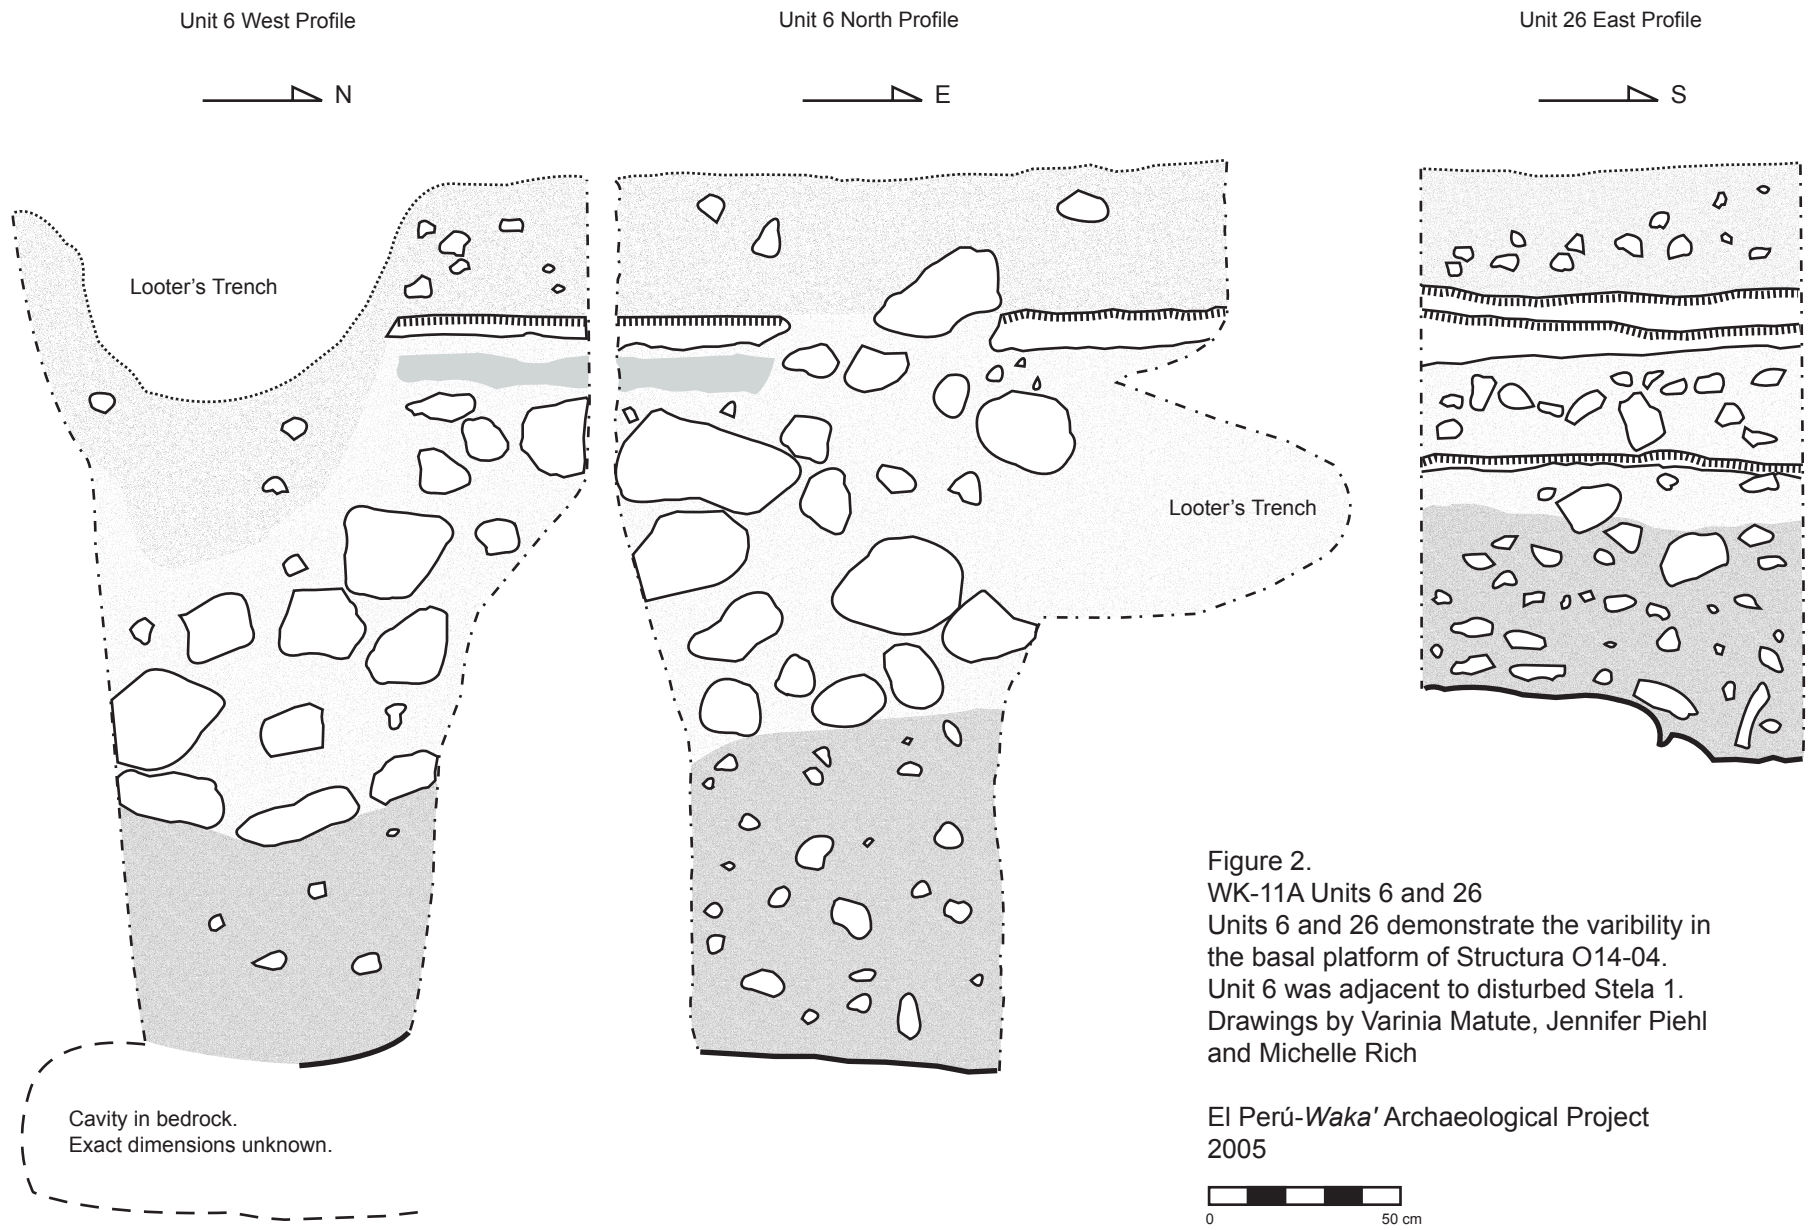 Unit 6 West Profile
Unit 6 North Profile
Unit 26 East Profile
N
E
S
Looter's Trench
Looter's Trench
Cavity in bedrock.
Exact dimensions unknown.
Figure 2.
WK-11A Units 6 and 26
Units 6 and 26 demonstrate the varibility in
the basal platform of Structura O14-04.
Unit 6 was adjacent to disturbed Stela 1.
Drawings by Varinia Matute, Jennifer Piehl
and Michelle Rich
El Perú-Waka' Archaeological Project
2005
0 50 cm